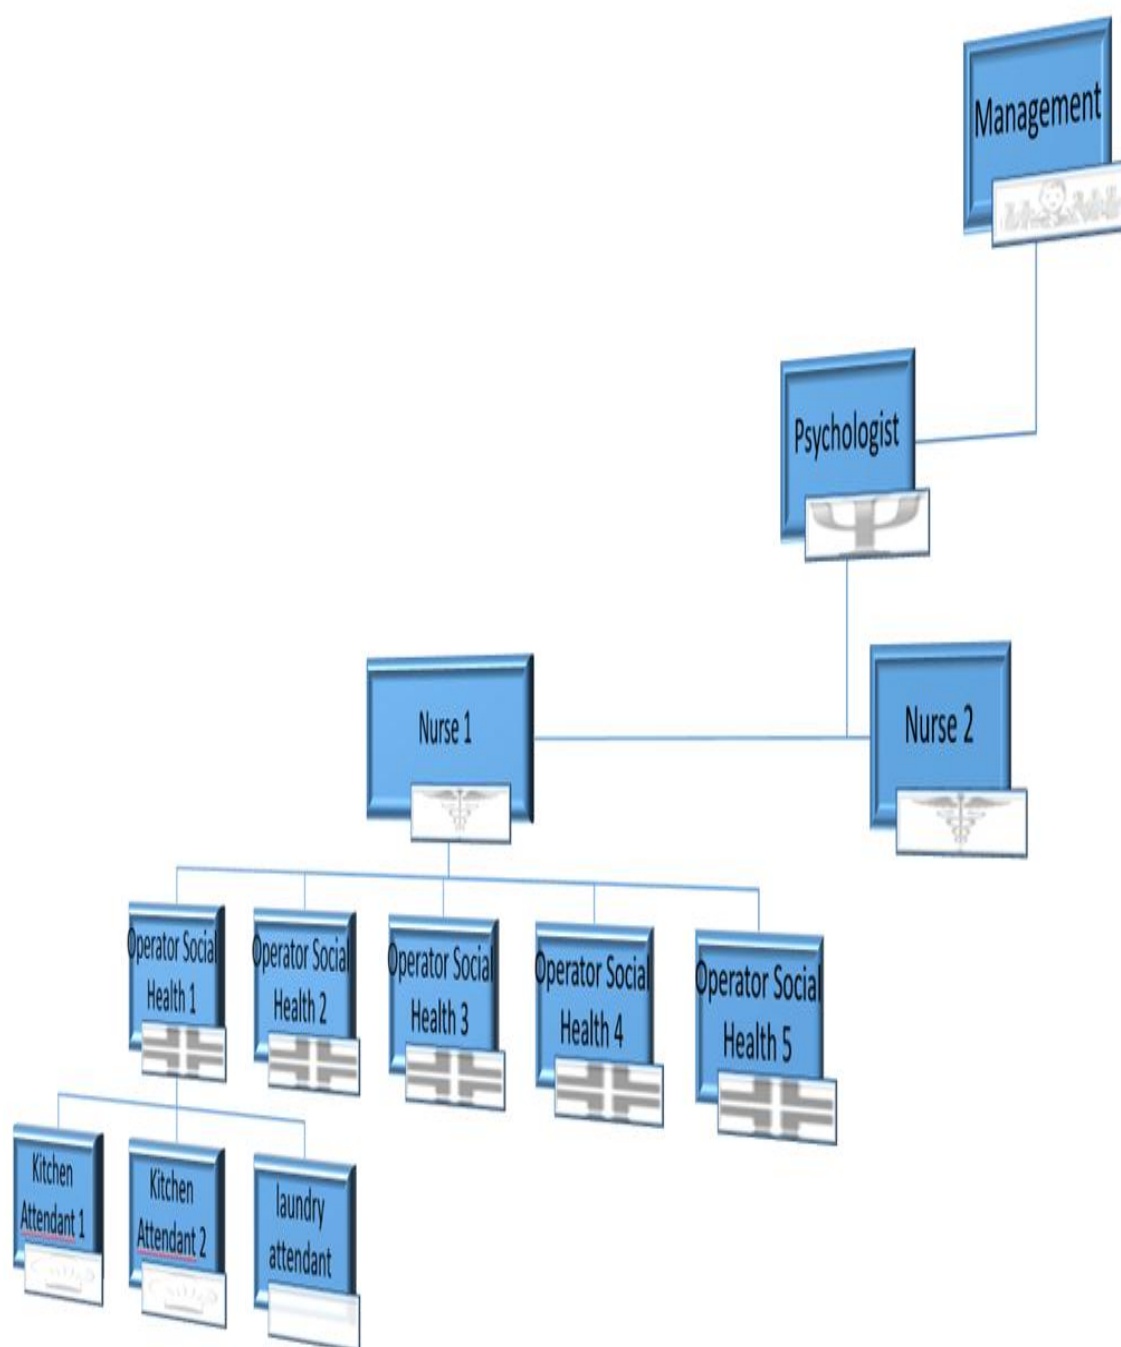 Management
Psychologist
Nurse 1
Nurse 2
Operator Social
Health 1
Operator Social
Health 2
Operator Social
Health 3
Operator Social
Health 4
Operator Social
Health 5
Kitchen
Attendant 1
Kitchen
Attendant 2
laundry
attendant